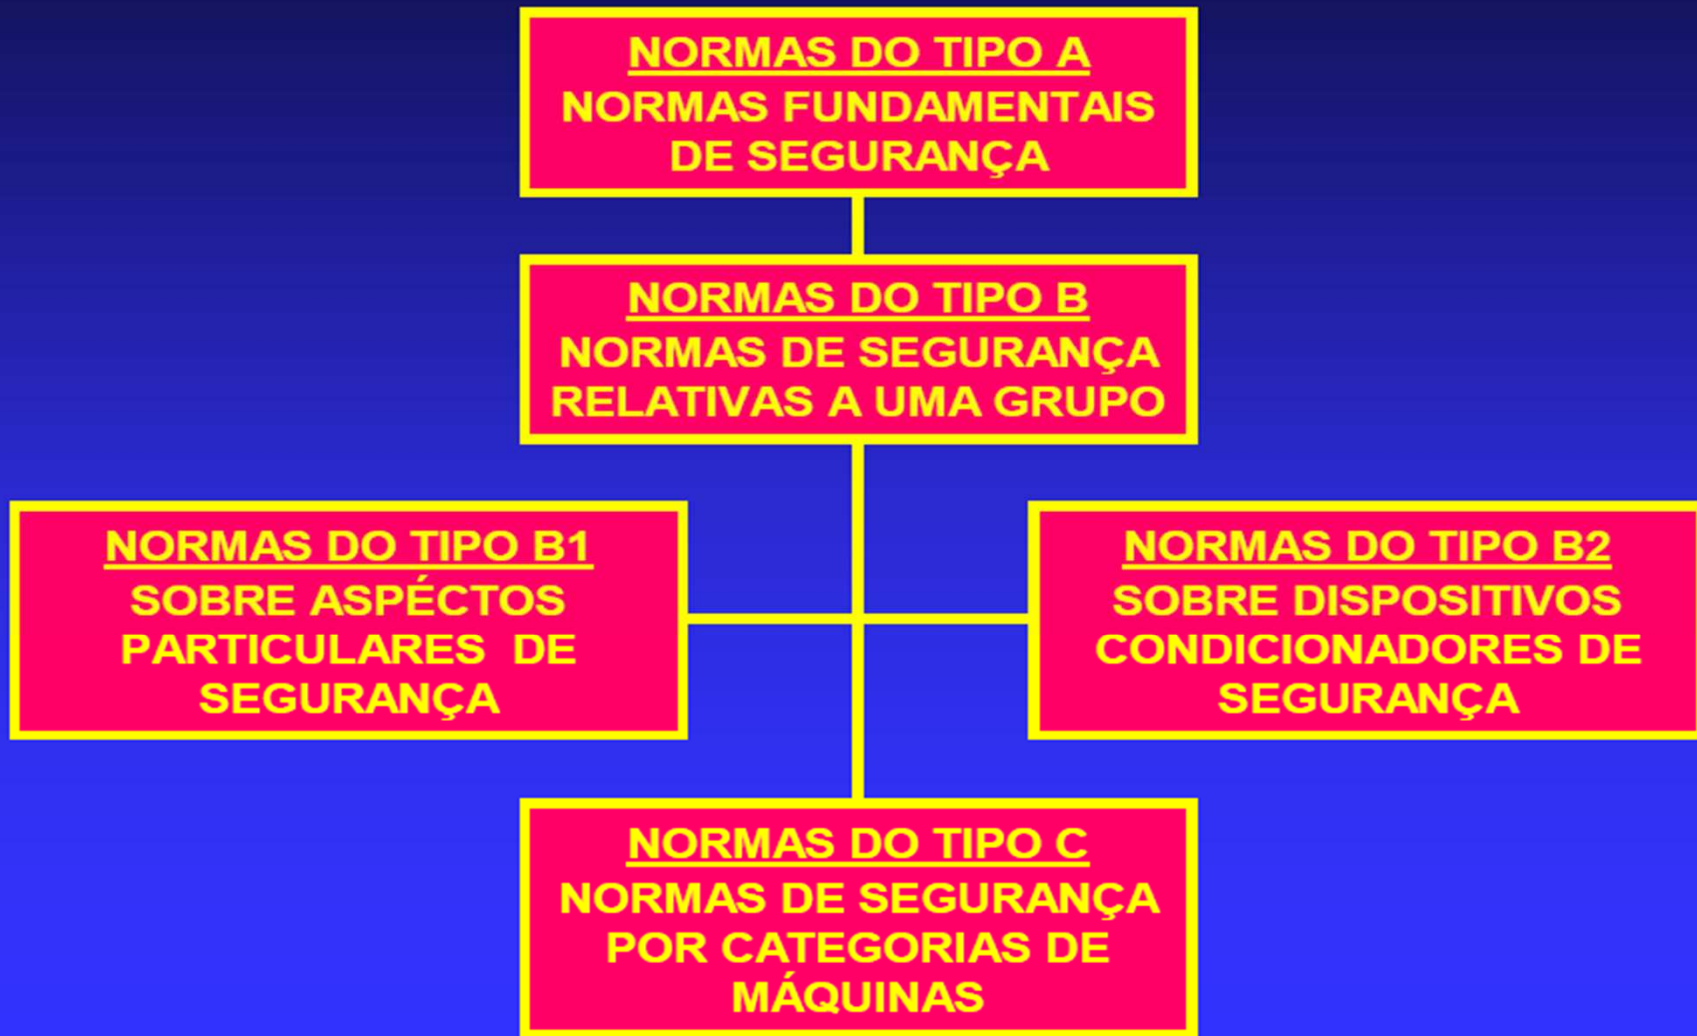 NORMAS DO TIPO A
NORMAS FUNDAMENTAIS
DE SEGURANÇA
NORMAS DO TIPO B
NORMAS DE SEGURANÇA
RELATIVAS A UMA GRUPO
NORMAS DO TIPO B1
SOBRE ASPÉCTOS
PARTICULARES DE
SEGURANÇA
NORMAS DO TIPO B2
SOBRE DISPOSITIVOS
CONDICIONADORES DE
SEGURANÇA
NORMAS DO TIPO C
NORMAS DE SEGURANÇA
POR CATEGORIAS DE
MÁQUINAS